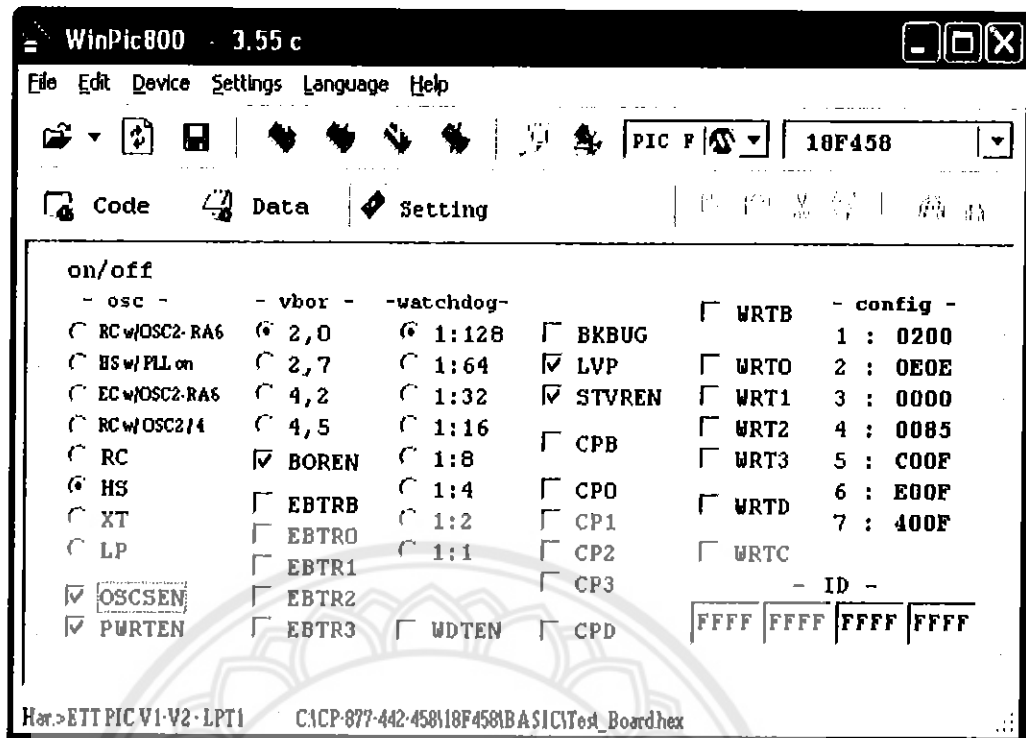 WinPic800 - 3.55 c
File Edit Device Settings Language Help
PIC F 18F458
Code Data Setting
on/off
- osc - - vbor - -watchdog- WRTB - config -
RC w/OSC2-RA6 2,0 1:128 BKBUG 1 : 0200
HS w/ PLL on 2,7 1:64 LVP WRT0 2 : 0E0E
EC w/OSC2-RA6 4,2 1:32 STVREN WRT1 3 : 0000
RC w/ OSC2/4 4,5 1:16 CPB WRT2 4 : 0085
RC BOREN 1:8 WRT3 5 : C00F
HS EBTRB 1:4 CP0 WRTD 6 : E00F
XT EBTR0 1:2 CP1 7 : 400F
LP EBTR1 1:1 CP2 WRTC
OSCSEN EBTR2 CP3 - ID -
PWRTEN EBTR3 WDTEN CPD FFFF FFFF FFFF FFFF
Har.>ETT PIC V1-V2 - LPT1 C:\CP-877-442-458\18F458\BASIC\Test_Board.hex